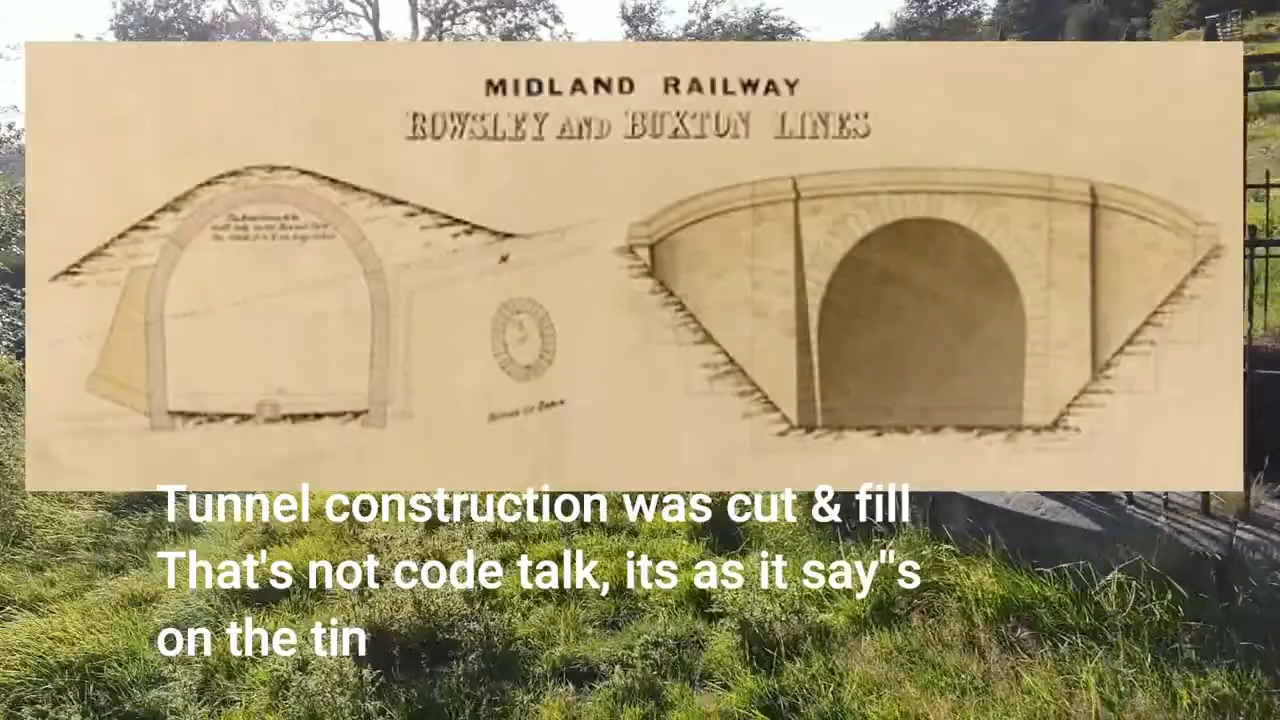 MIDLAND RAILWAY
ROWSLEY AND BUXTON LINES
Tunnel construction was cut & fill
That's not code talk, its as it say"s
on the tin